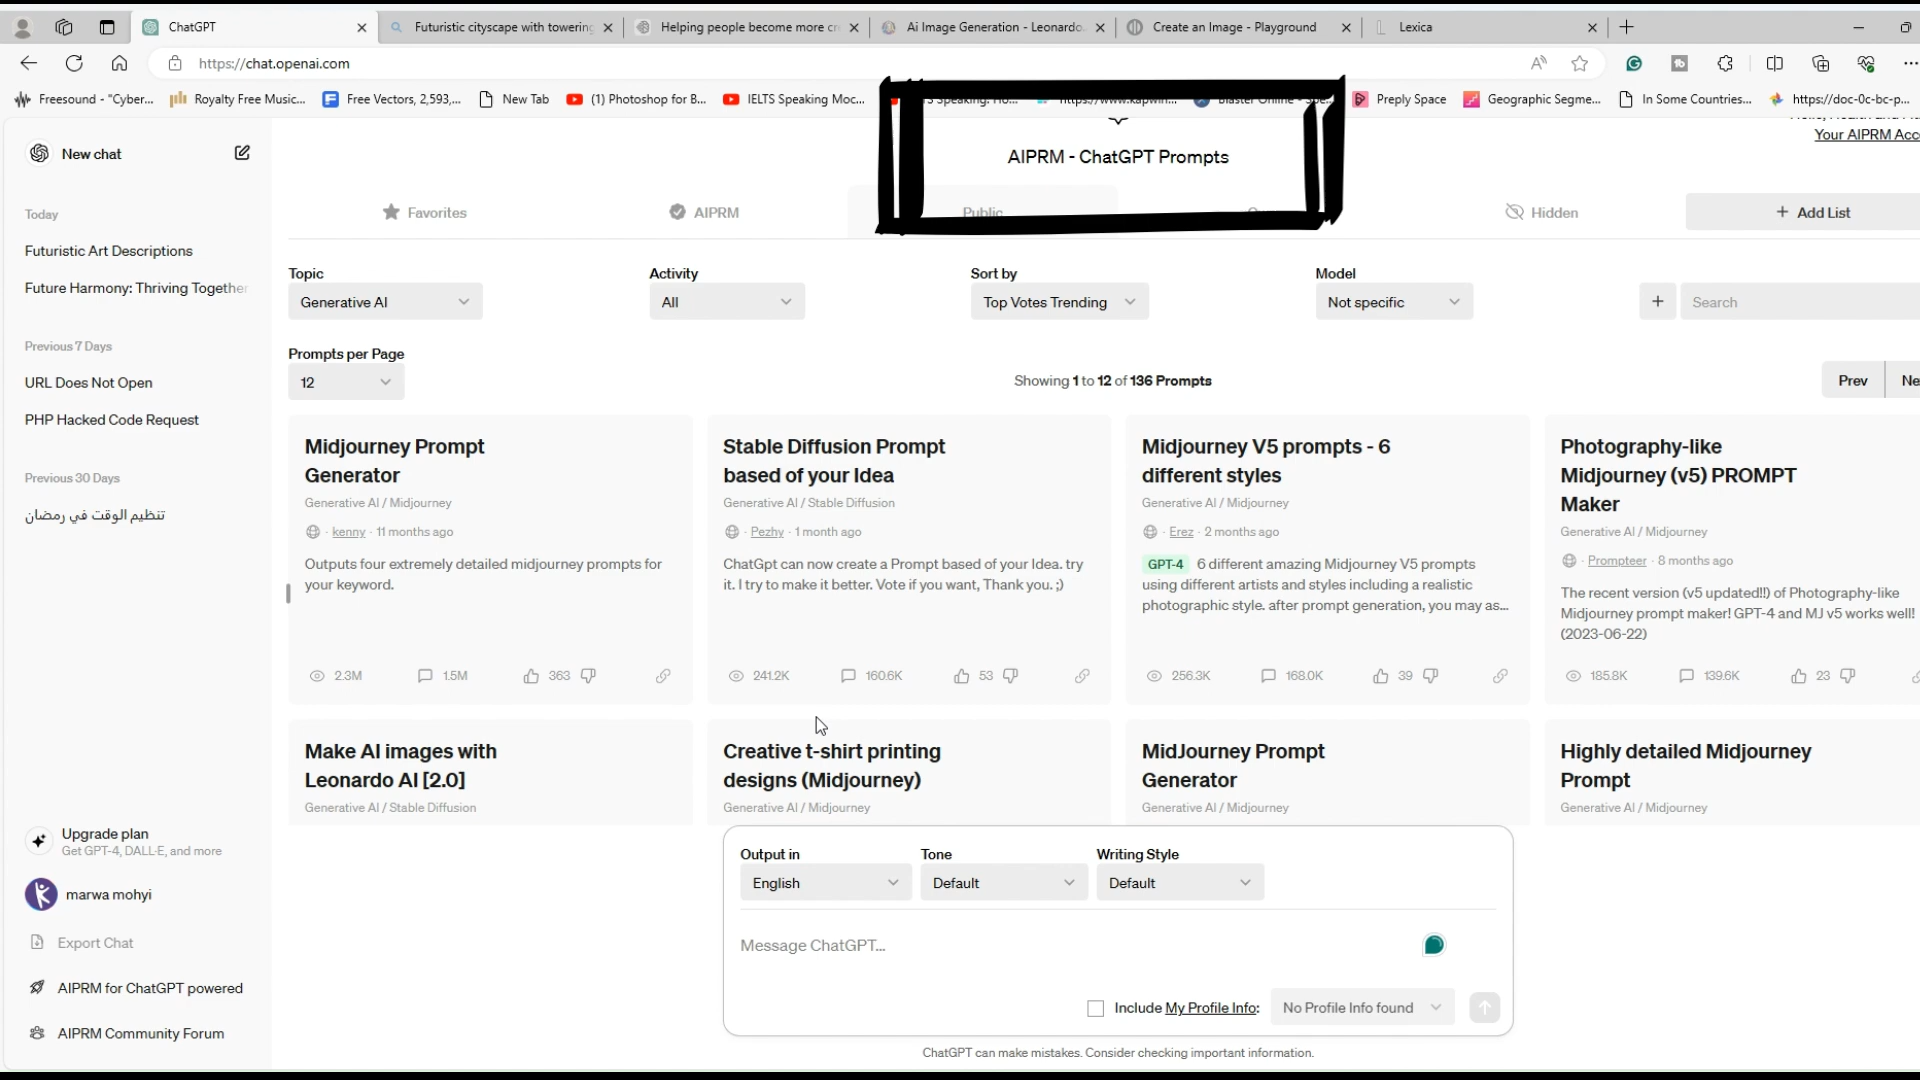 ChatGPT
Futuristic cityscape with towering
Helping people become more cr
Ai Image Generation - Leonardo.
Create an Image - Playground
Lexica
https://chat.openai.com
Freesound - "Cyber...
Royalty Free Music...
Free Vectors, 2,593,...
New Tab
(1) Photoshop for B...
IELTS Speaking Moc...
Preply Space
Geographic Segme...
In Some Countries...
https://doc-0c-bc-p...
New chat
Today
Futuristic Art Descriptions
Future Harmony: Thriving Together
Previous 7 Days
URL Does Not Open
PHP Hacked Code Request
Previous 30 Days
تنظيم الوقت في رمضان
Upgrade plan
Get GPT-4, DALL·E, and more
marwa mohyi
Export Chat
AIPRM for ChatGPT powered
AIPRM Community Forum
Your AIPRM Acc
AIPRM - ChatGPT Prompts
Favorites
AIPRM
Public
Hidden
+ Add List
Topic
Generative AI
Activity
All
Sort by
Top Votes Trending
Model
Not specific
+
Search
Prompts per Page
12
Showing 1 to 12 of 136 Prompts
Prev
Ne
Midjourney Prompt
Generator
Generative AI / Midjourney
· kenny · 11 months ago
Outputs four extremely detailed midjourney prompts for
your keyword.
2.3M
1.5M
363
Stable Diffusion Prompt
based of your Idea
Generative AI / Stable Diffusion
· Pezhy · 1 month ago
ChatGpt can now create a Prompt based of your Idea. try
it. I try to make it better. Vote if you want, Thank you. ;)
241.2K
160.6K
53
Midjourney V5 prompts - 6
different styles
Generative AI / Midjourney
· Erez · 2 months ago
GPT-4 6 different amazing Midjourney V5 prompts
using different artists and styles including a realistic
photographic style. after prompt generation, you may as...
256.3K
168.0K
39
Photography-like
Midjourney (v5) PROMPT
Maker
Generative AI / Midjourney
· Prompteer · 8 months ago
The recent version (v5 updated!!) of Photography-like
Midjourney prompt maker! GPT-4 and MJ v5 works well!
(2023-06-22)
185.8K
139.6K
23
Make AI images with
Leonardo AI [2.0]
Generative AI / Stable Diffusion
Creative t-shirt printing
designs (Midjourney)
Generative AI / Midjourney
MidJourney Prompt
Generator
Generative AI / Midjourney
Highly detailed Midjourney
Prompt
Generative AI / Midjourney
Output in
English
Tone
Default
Writing Style
Default
Message ChatGPT...
Include My Profile Info:
No Profile Info found
ChatGPT can make mistakes. Consider checking important information.